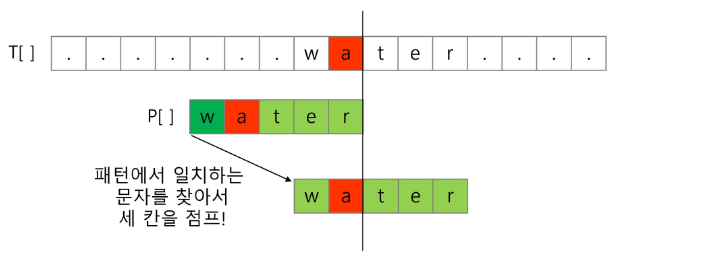 T[ ] . . . . . . . w a t e r . . . .
P[ ] w a t e r
패턴에서 일치하는
문자를 찾아서
세 칸을 점프!
w a t e r